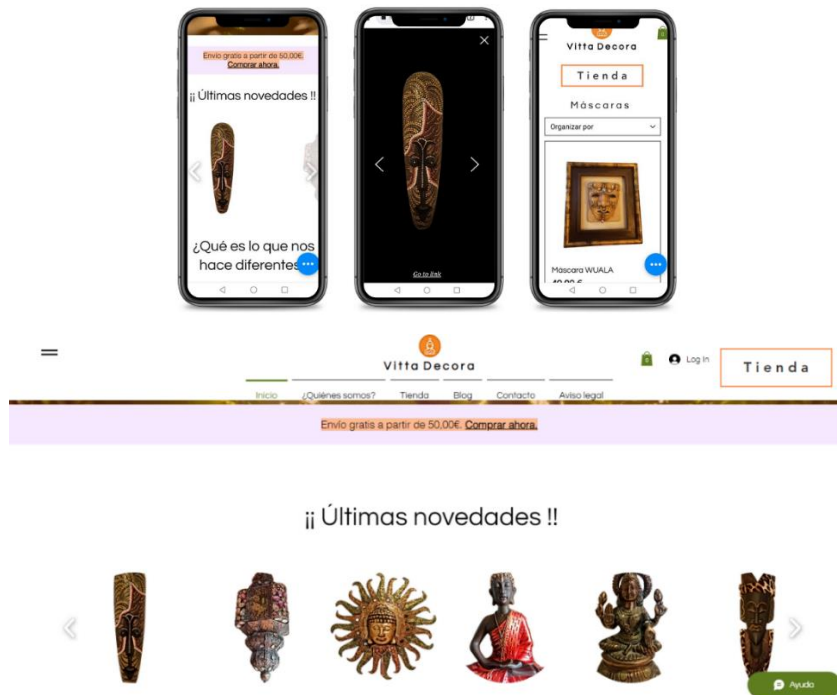 Envío gratis a partir de 50,00€.
Comprar ahora.
¡¡ Últimas novedades !!
¿Qué es lo que nos
hace diferentes
Go to link
Vitta Decora
Tienda
Máscaras
Organizar por
Máscara WUALA
Vitta Decora
Log In
Tienda
Inicio ¿Quiénes somos? Tienda Blog Contacto Aviso legal
Envío gratis a partir de 50,00€. Comprar ahora.
¡¡ Últimas novedades !!
Ayuda